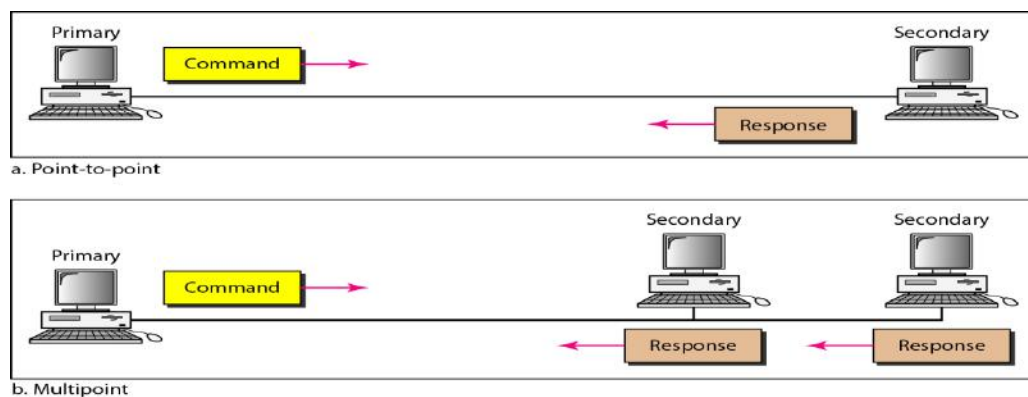 Primary
Secondary
Command
Response
a. Point-to-point
Secondary
Secondary
Primary
Command
Response
Response
b. Multipoint